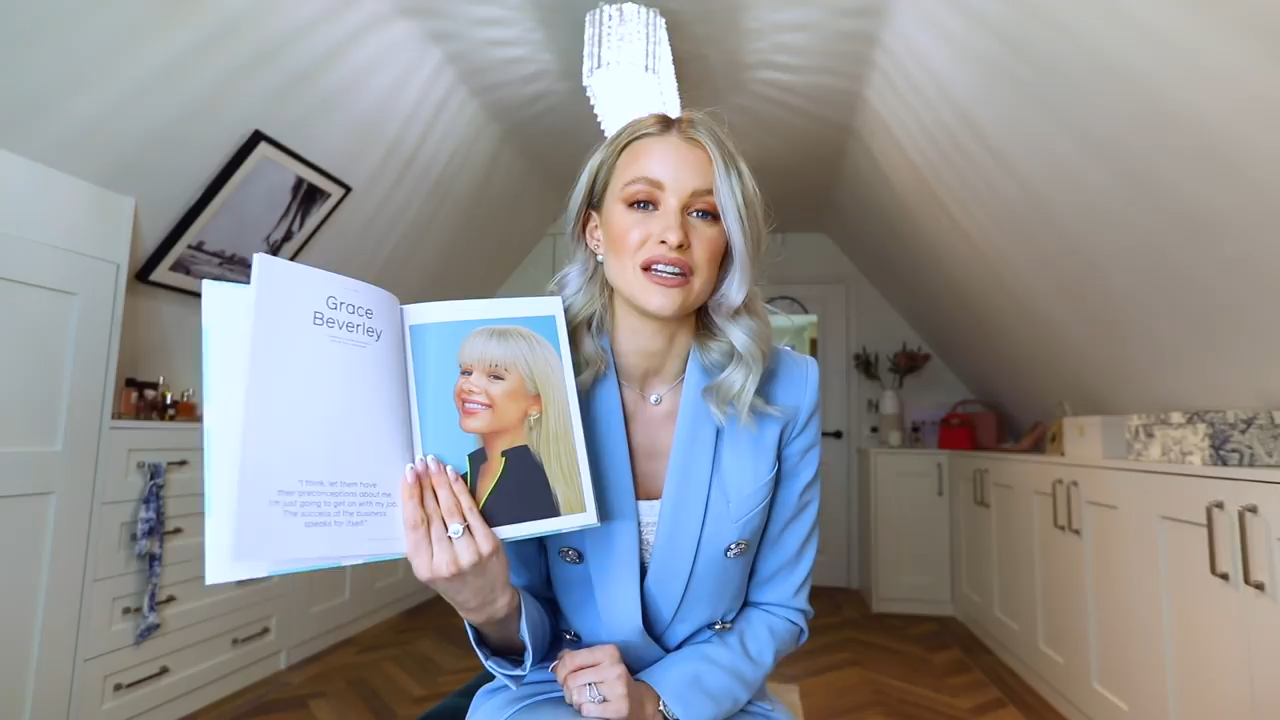 Grace
Beverley
"I think, let them have
their preconceptions about me.
I'm just going to get on with my job.
The success of the business
speaks for itself."